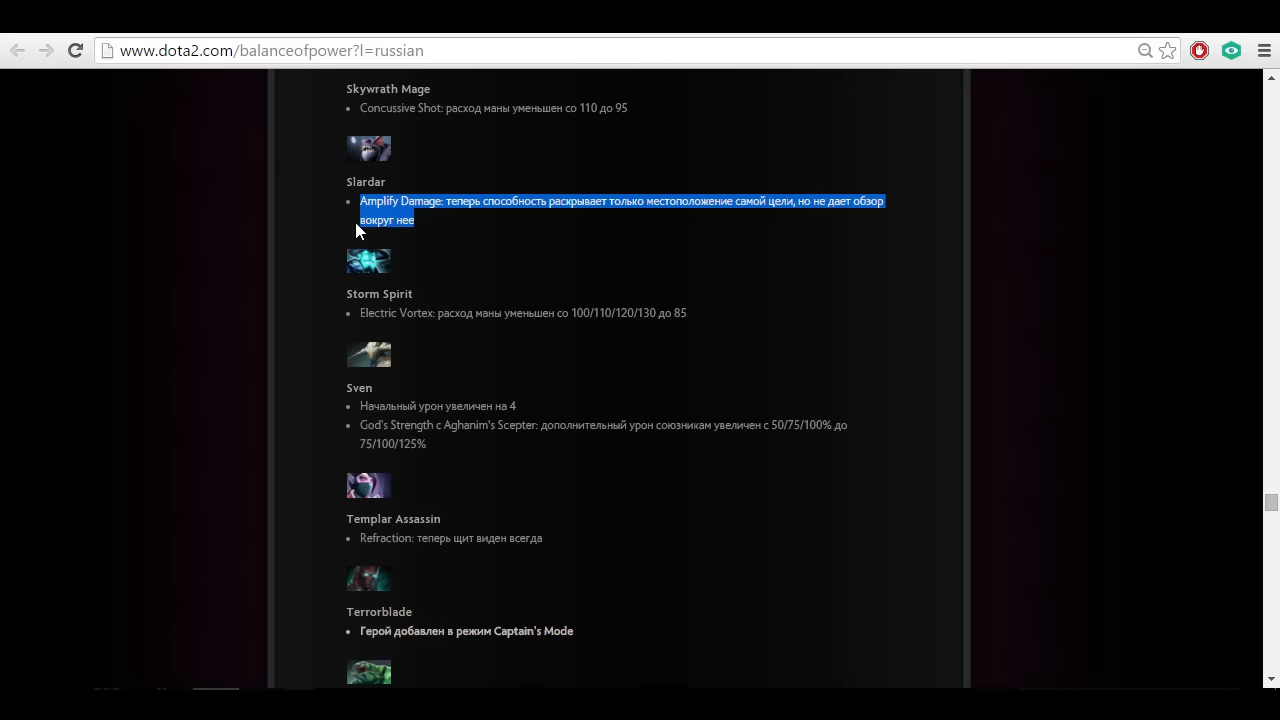 www.dota2.com/balanceofpower?l=russian
Skywrath Mage
Concussive Shot: расход маны уменьшен со 110 до 95
Slardar
Amplify Damage: теперь способность раскрывает только местоположение самой цели, но не дает обзор
вокруг нее
Storm Spirit
Electric Vortex: расход маны уменьшен со 100/110/120/130 до 85
Sven
Начальный урон увеличен на 4
God's Strength с Aghanim's Scepter: дополнительный урон союзникам увеличен с 50/75/100% до
75/100/125%
Templar Assassin
Refraction: теперь щит виден всегда
Terrorblade
Герой добавлен в режим Captain's Mode